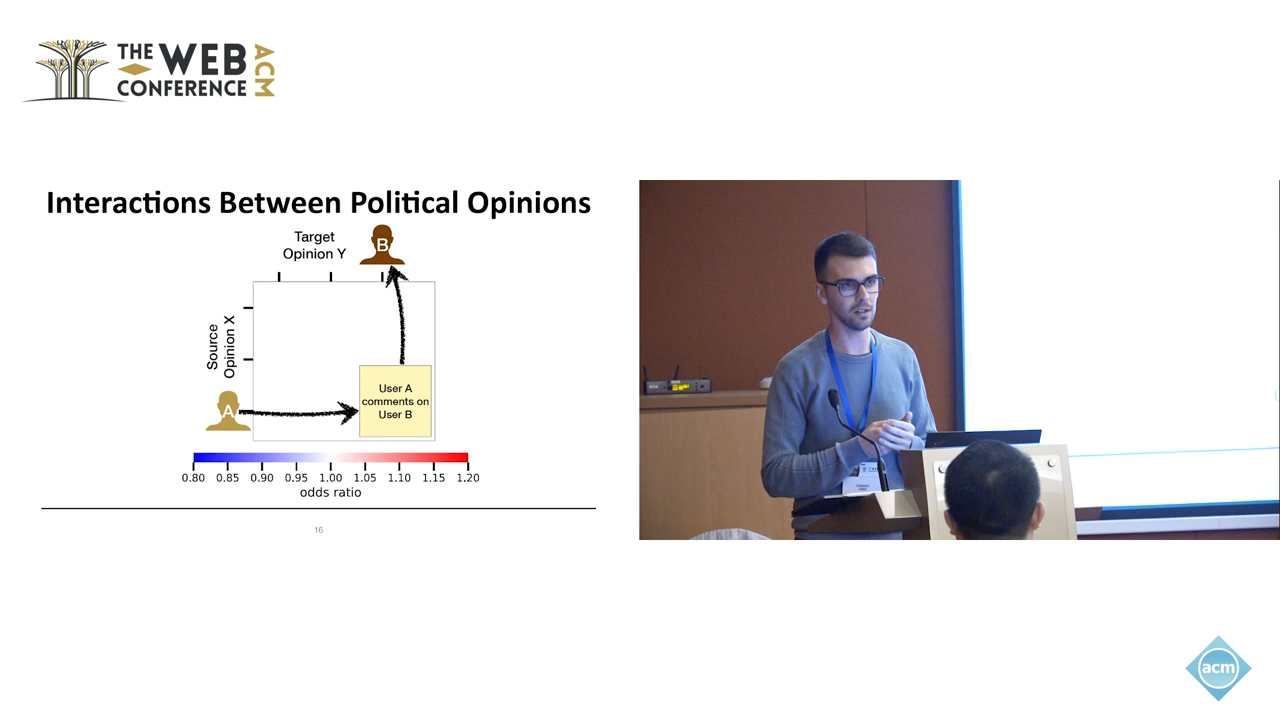 THE WEB
CONFERENCE
ACM
Interactions Between Political Opinions
Target
Opinion Y
B
Source
Opinion X
A
User A
comments on
User B
0.80 0.85 0.90 0.95 1.00 1.05 1.10 1.15 1.20
odds ratio
16
acm